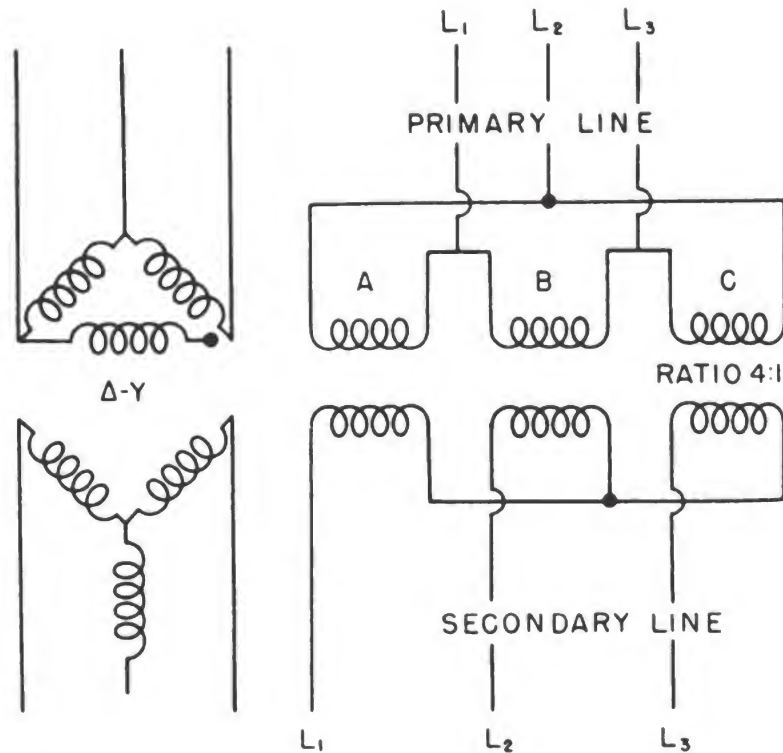 L₁ L₂ L₃
PRIMARY LINE
A B C
Δ-Y
RATIO 4:1
SECONDARY LINE
L₁ L₂ L₃